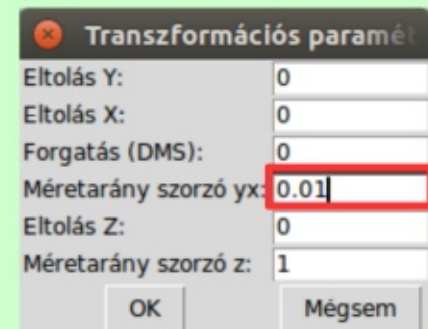 Transzformációs paramét
Eltolás Y: 0
Eltolás X: 0
Forgatás (DMS): 0
Méretarány szorzó yx: 0.01
Eltolás Z: 0
Méretarány szorzó z: 1
OK Mégsem